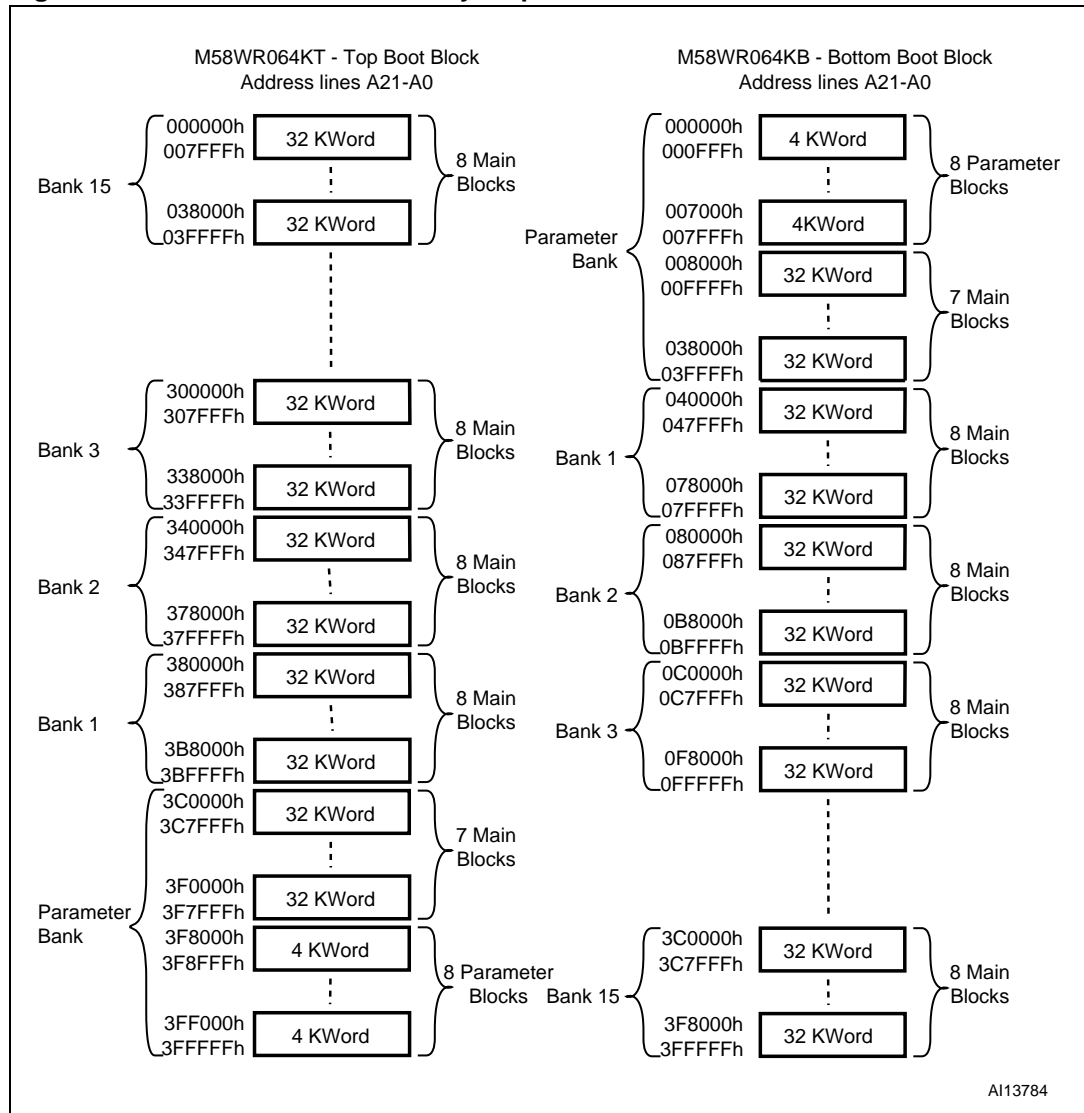 M58WR064KT - Top Boot Block
Address lines A21-A0
000000h
007FFFh
32 KWord
8 Main
Blocks
Bank 15
038000h
03FFFFh
32 KWord
300000h
307FFFh
32 KWord
8 Main
Blocks
Bank 3
338000h
33FFFFh
32 KWord
340000h
347FFFh
32 KWord
8 Main
Blocks
Bank 2
378000h
37FFFFh
32 KWord
380000h
387FFFh
32 KWord
8 Main
Blocks
Bank 1
3B8000h
3BFFFFh
32 KWord
3C0000h
3C7FFFh
32 KWord
7 Main
Blocks
3F0000h
3F7FFFh
32 KWord
Parameter
Bank
3F8000h
3F8FFFh
4 KWord
8 Parameter
Blocks
3FF000h
3FFFFFh
4 KWord
M58WR064KB - Bottom Boot Block
Address lines A21-A0
000000h
000FFFh
4 KWord
8 Parameter
Blocks
007000h
007FFFh
4KWord
Parameter
Bank
008000h
00FFFFh
32 KWord
7 Main
Blocks
038000h
03FFFFh
32 KWord
040000h
047FFFh
32 KWord
8 Main
Blocks
Bank 1
078000h
07FFFFh
32 KWord
080000h
087FFFh
32 KWord
8 Main
Blocks
Bank 2
0B8000h
0BFFFFh
32 KWord
0C0000h
0C7FFFh
32 KWord
8 Main
Blocks
Bank 3
0F8000h
0FFFFFh
32 KWord
3C0000h
3C7FFFh
32 KWord
8 Main
Blocks
Bank 15
3F8000h
3FFFFFh
32 KWord
AI13784